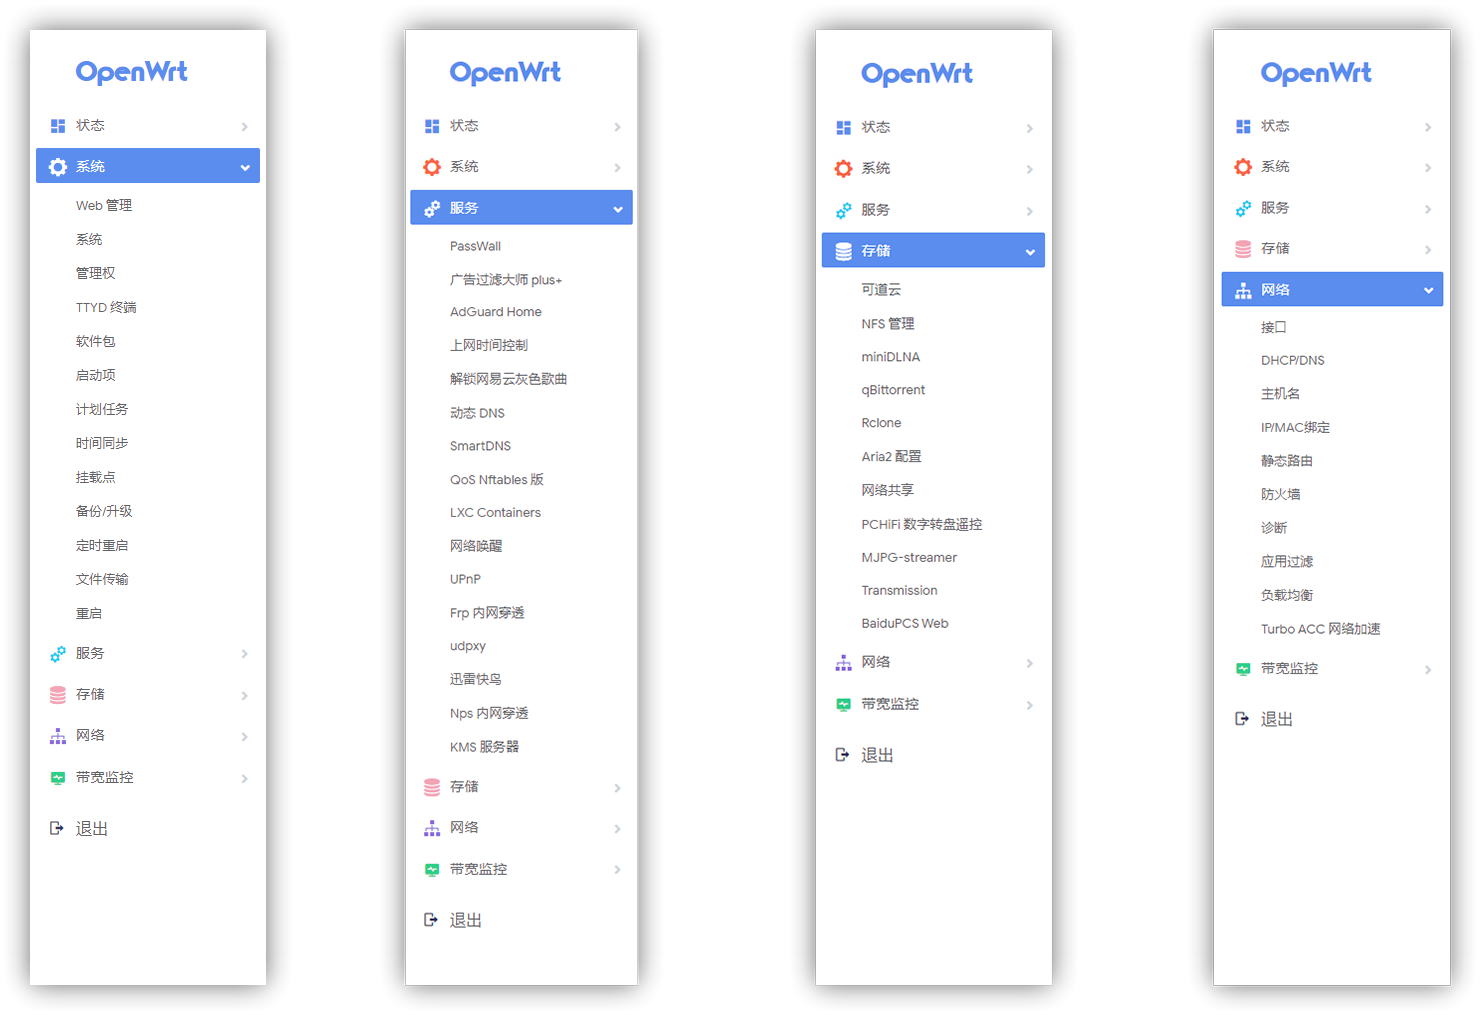 OpenWrt
状态
系统
Web 管理
系统
管理权
TTYD 终端
软件包
启动项
计划任务
时间同步
挂载点
备份/升级
定时重启
文件传输
重启
服务
存储
网络
带宽监控
退出
OpenWrt
状态
系统
服务
PassWall
广告过滤大师 plus+
AdGuard Home
上网时间控制
解锁网易云灰色歌曲
动态 DNS
SmartDNS
QoS Nftables 版
LXC Containers
网络唤醒
UPnP
Frp 内网穿透
udpxy
迅雷快鸟
Nps 内网穿透
KMS 服务器
存储
网络
带宽监控
退出
OpenWrt
状态
系统
服务
存储
可道云
NFS 管理
miniDLNA
qBittorrent
Rclone
Aria2 配置
网络共享
PCHiFi 数字转盘遥控
MJPG-streamer
Transmission
BaiduPCS Web
网络
带宽监控
退出
OpenWrt
状态
系统
服务
存储
网络
接口
DHCP/DNS
主机名
IP/MAC绑定
静态路由
防火墙
诊断
应用过滤
负载均衡
Turbo ACC 网络加速
带宽监控
退出